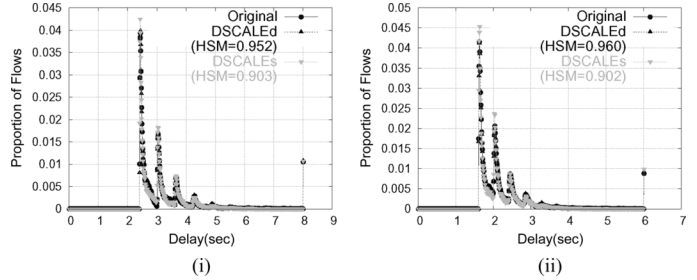 0.045
0.04
0.035
0.03
0.025
0.02
0.015
0.01
0.005
0
Proportion of Flows
Original
DSCALEd
(HSM=0.952)
DSCALEs
(HSM=0.903)
0 1 2 3 4 5 6 7 8 9
Delay(sec)
(i)
0.05
0.045
0.04
0.035
0.03
0.025
0.02
0.015
0.01
0.005
0
Proportion of Flows
Original
DSCALEd
(HSM=0.960)
DSCALEs
(HSM=0.902)
0 1 2 3 4 5 6 7
Delay(sec)
(ii)